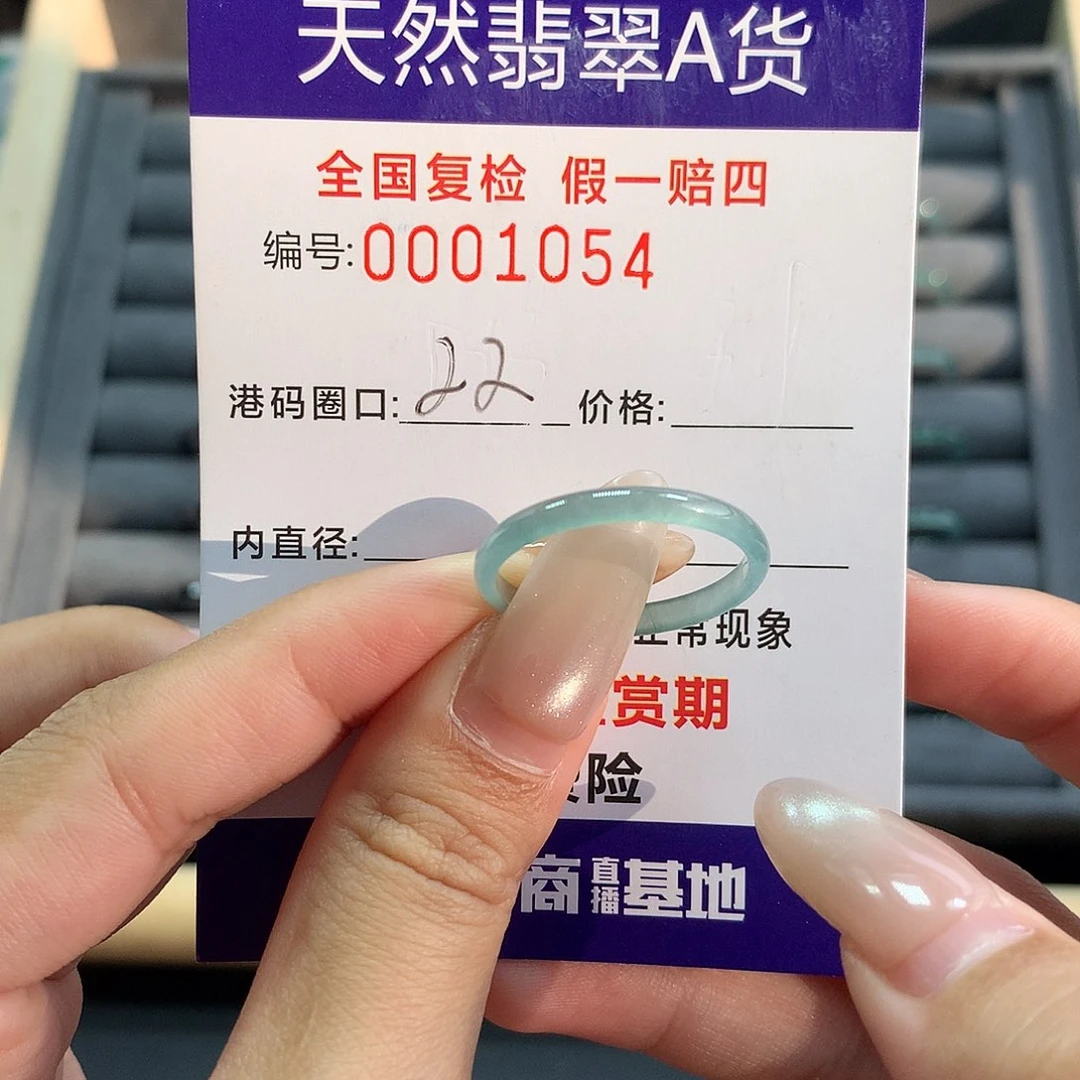 天然翡翠A货
全国复检 假一赔四
编号:0001054
港码圈口: 22 价格:
内直径:
正常现象
赏期
险
商直播基地